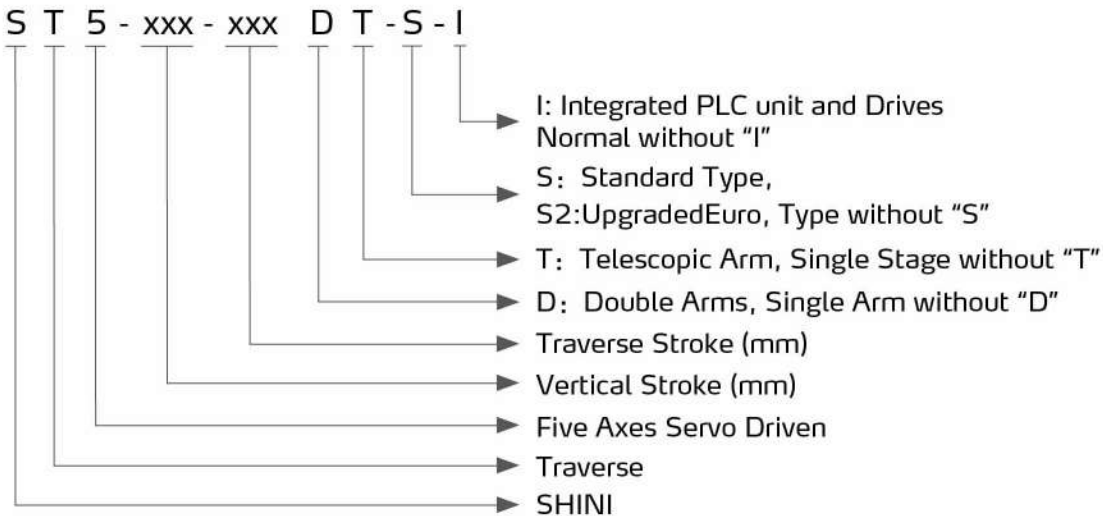 S T 5 - xxx - xxx D T - S - I
I: Integrated PLC unit and Drives
Normal without “I”
S: Standard Type,
S2:UpgradedEuro, Type without “S”
T: Telescopic Arm, Single Stage without “T”
D: Double Arms, Single Arm without “D”
Traverse Stroke (mm)
Vertical Stroke (mm)
Five Axes Servo Driven
Traverse
SHINI